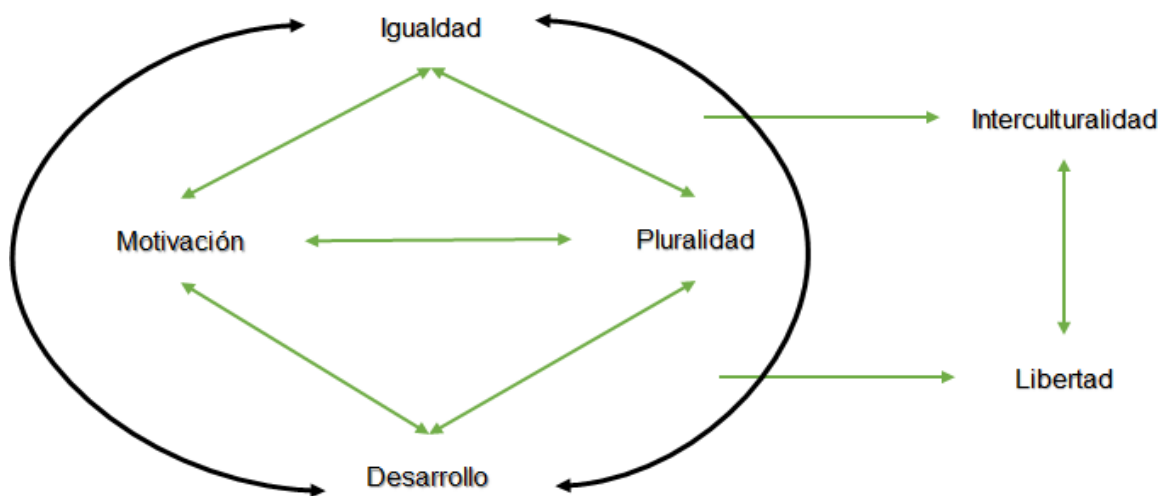 Igualdad
Interculturalidad
Motivación
Pluralidad
Libertad
Desarrollo